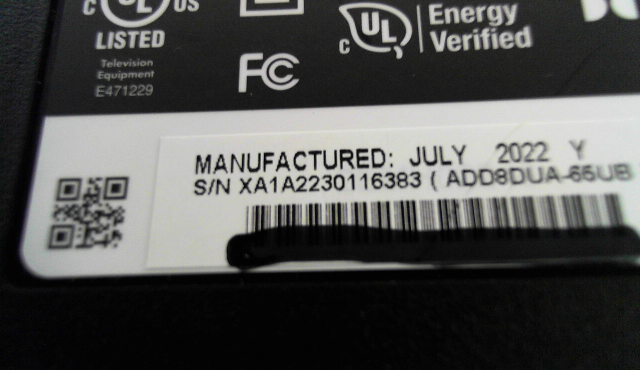 C UL US
LISTED
Television
Equipment
E471229
FC
C UL
Energy
Verified
MANUFACTURED: JULY 2022 Y
S/N XA1A2230116383 ( ADD8DUA-65UB